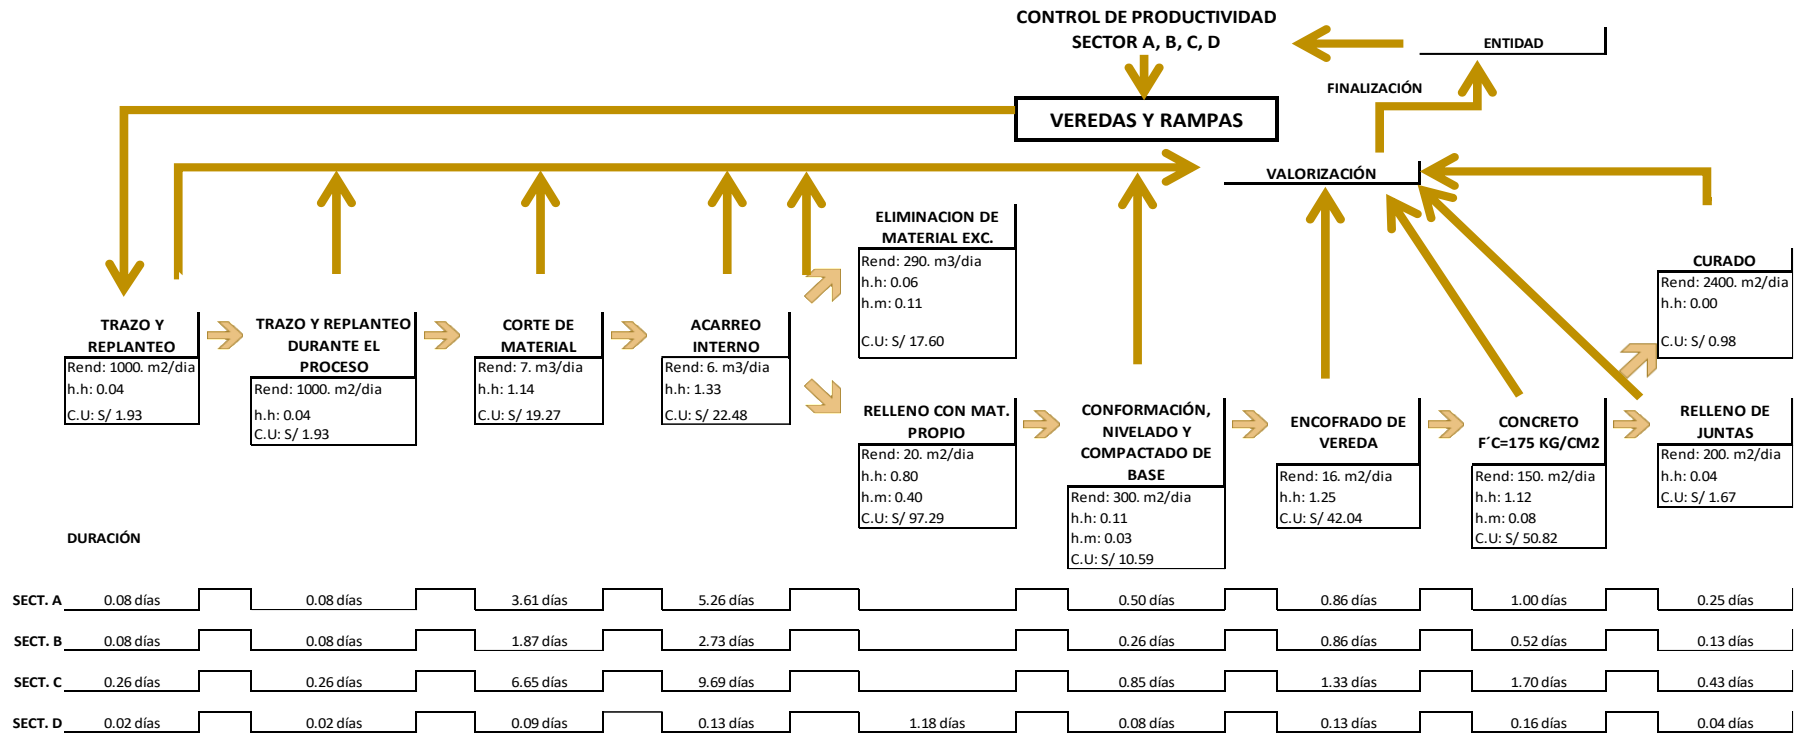 CONTROL DE PRODUCTIVIDAD
SECTOR A, B, C, D
ENTIDAD
FINALIZACIÓN
VEREDAS Y RAMPAS
VALORIZACIÓN
ELIMINACION DE
MATERIAL EXC.
Rend: 290. m3/dia
h.h: 0.06
h.m: 0.11
C.U: S/ 17.60
CURADO
Rend: 2400. m2/dia
h.h: 0.00
C.U: S/ 0.98
TRAZO Y
REPLANTEO
Rend: 1000. m2/dia
h.h: 0.04
C.U: S/ 1.93
TRAZO Y REPLANTEO
DURANTE EL
PROCESO
Rend: 1000. m2/dia
h.h: 0.04
C.U: S/ 1.93
CORTE DE
MATERIAL
Rend: 7. m3/dia
h.h: 1.14
C.U: S/ 19.27
ACARREO
INTERNO
Rend: 6. m3/dia
h.h: 1.33
C.U: S/ 22.48
RELLENO CON MAT.
PROPIO
Rend: 20. m2/dia
h.h: 0.80
h.m: 0.40
C.U: S/ 97.29
CONFORMACIÓN,
NIVELADO Y
COMPACTADO DE
BASE
Rend: 300. m2/dia
h.h: 0.11
h.m: 0.03
C.U: S/ 10.59
ENCOFRADO DE
VEREDA
Rend: 16. m2/dia
h.h: 1.25
C.U: S/ 42.04
CONCRETO
F´C=175 KG/CM2
Rend: 150. m2/dia
h.h: 1.12
h.m: 0.08
C.U: S/ 50.82
RELLENO DE
JUNTAS
Rend: 200. m2/dia
h.h: 0.04
C.U: S/ 1.67
DURACIÓN
SECT. A 0.08 días 0.08 días 3.61 días 5.26 días 0.50 días 0.86 días 1.00 días 0.25 días
SECT. B 0.08 días 0.08 días 1.87 días 2.73 días 0.26 días 0.86 días 0.52 días 0.13 días
SECT. C 0.26 días 0.26 días 6.65 días 9.69 días 0.85 días 1.33 días 1.70 días 0.43 días
SECT. D 0.02 días 0.02 días 0.09 días 0.13 días 1.18 días 0.08 días 0.13 días 0.16 días 0.04 días